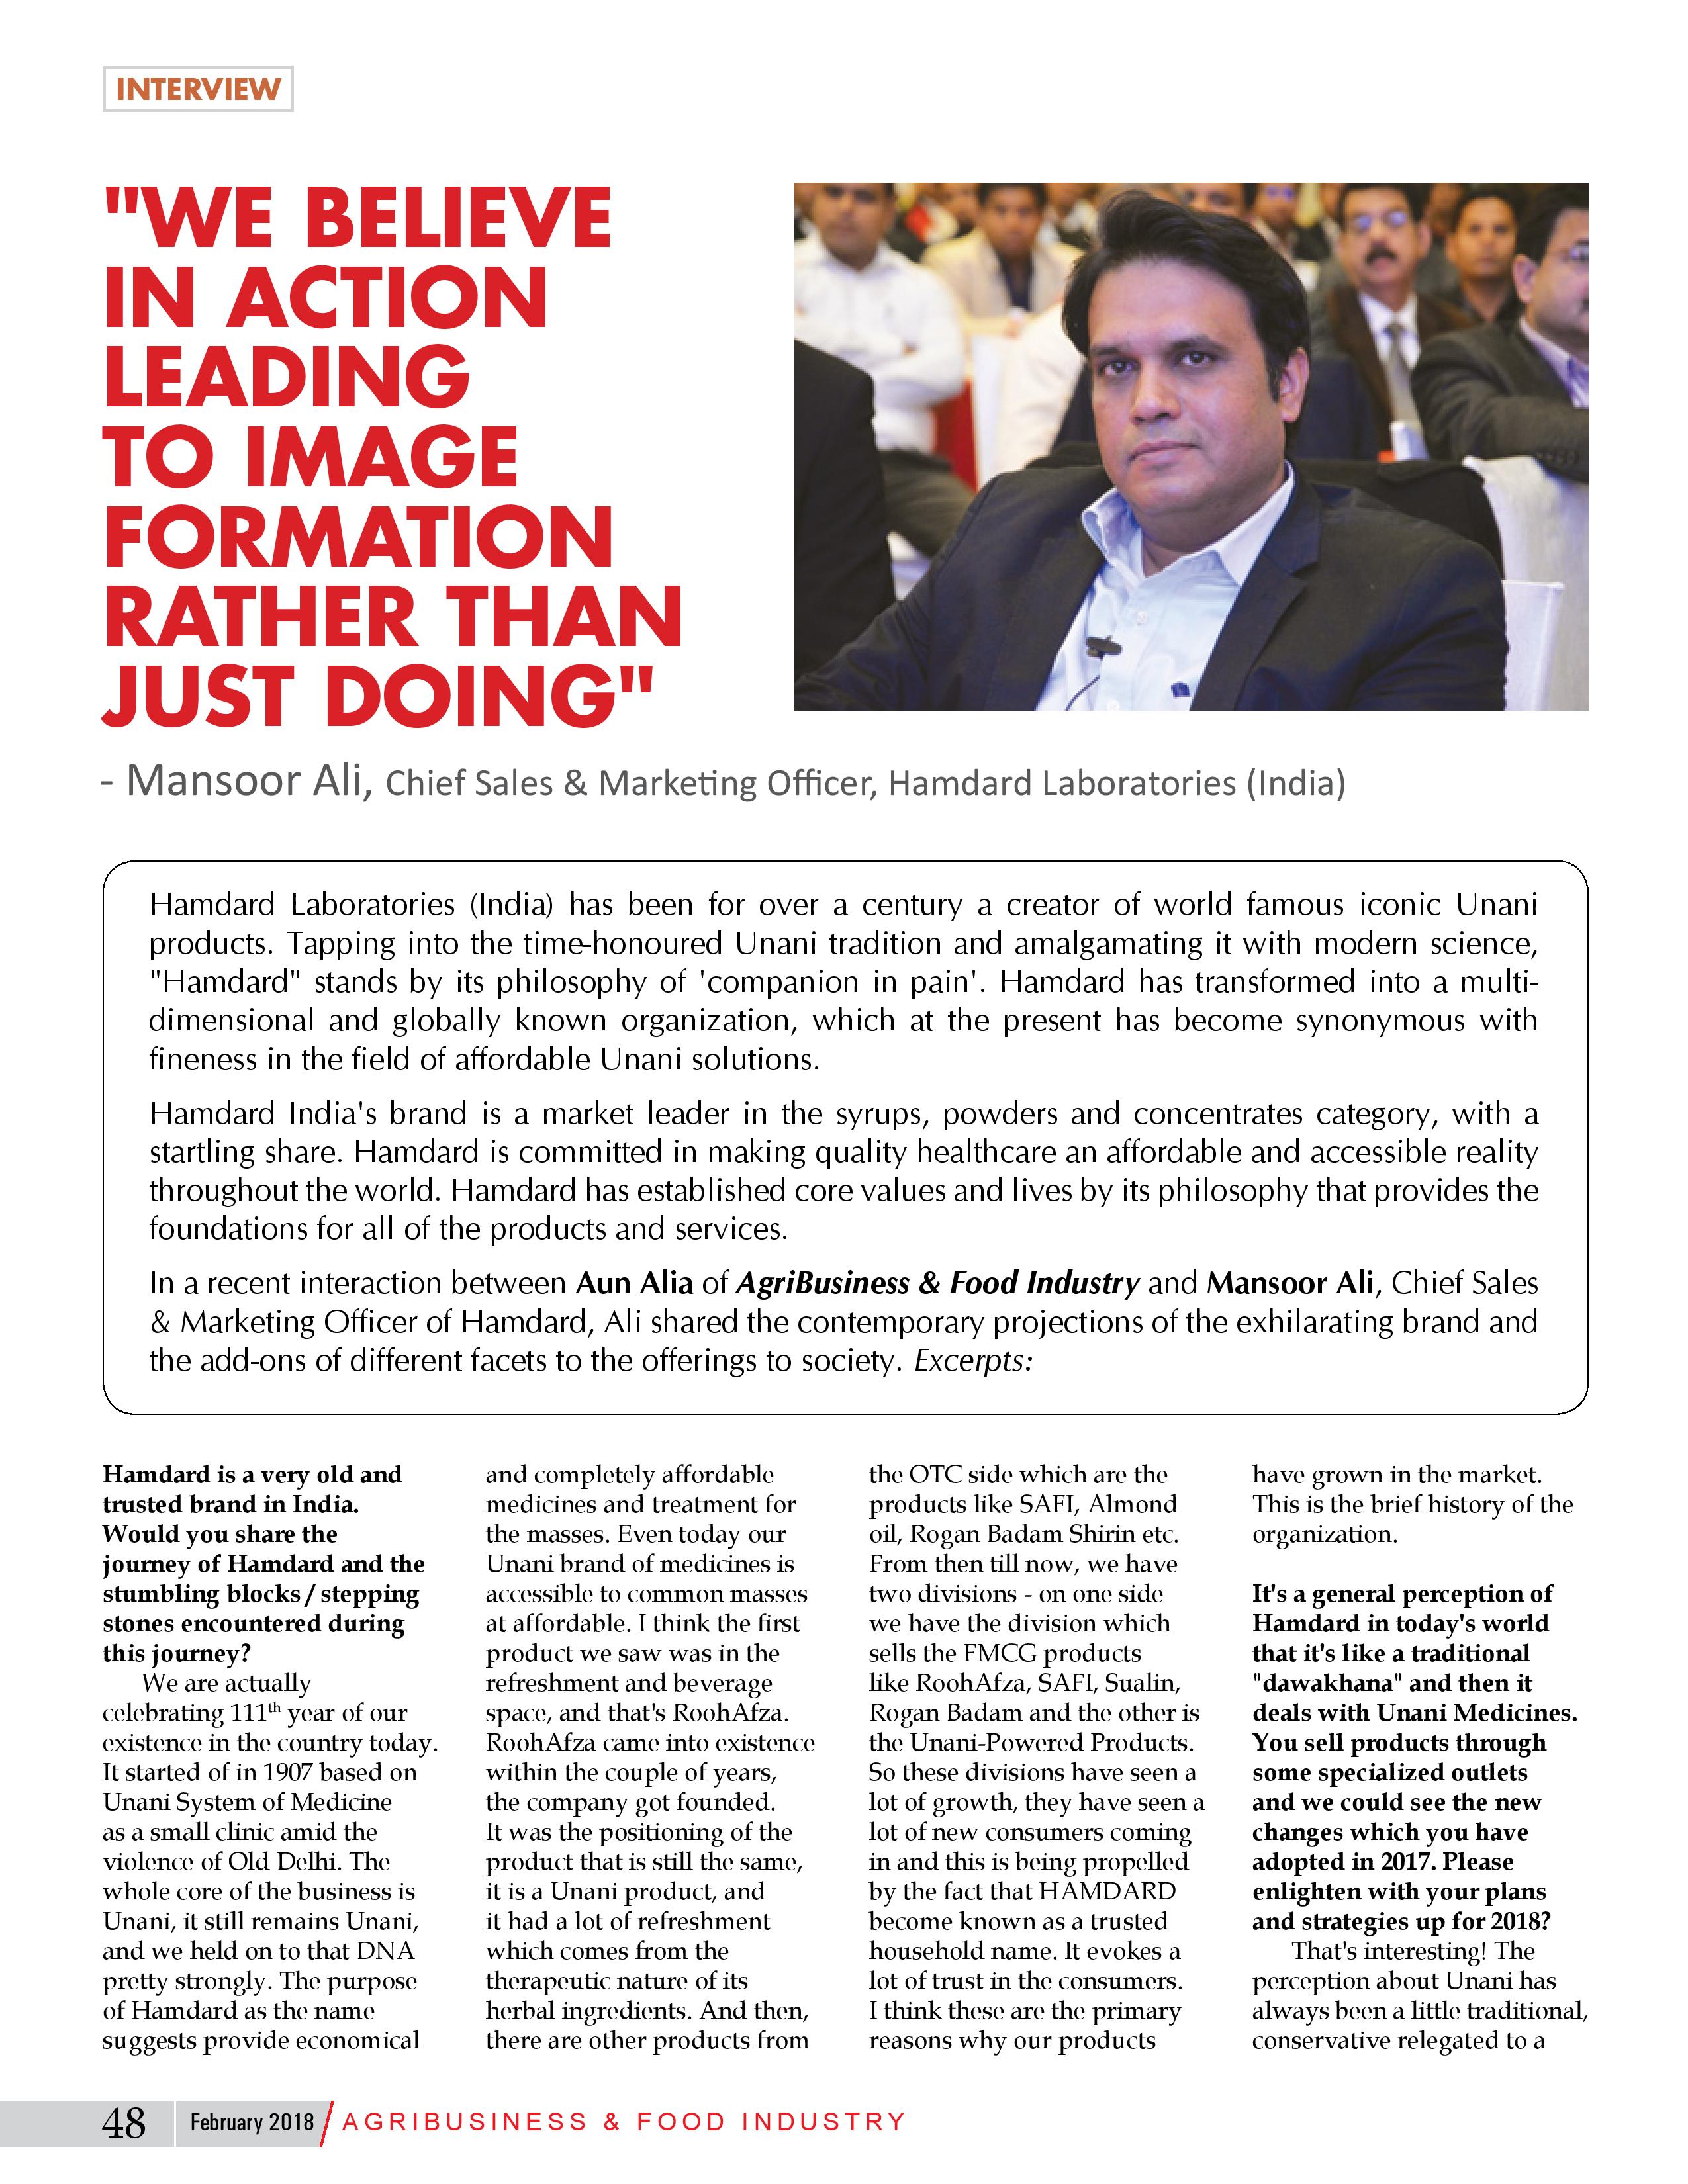 INTERVIEW
"WE BELIEVE
IN ACTION
LEADING
TO IMAGE
FORMATION
RATHER THAN
JUST DOING"
- Mansoor Ali, Chief Sales & Marketing Officer, Hamdard Laboratories (India)
Hamdard Laboratories (India) has been for over a century a creator of world famous iconic Unani
products. Tapping into the time-honoured Unani tradition and amalgamating it with modern science,
"Hamdard" stands by its philosophy of 'companion in pain'. Hamdard has transformed into a multi-
dimensional and globally known organization, which at the present has become synonymous with
fineness in the field of affordable Unani solutions.
Hamdard India's brand is a market leader in the syrups, powders and concentrates category, with a
startling share. Hamdard is committed in making quality healthcare an affordable and accessible reality
throughout the world. Hamdard has established core values and lives by its philosophy that provides the
foundations for all of the products and services.
In a recent interaction between Aun Alia of AgriBusiness & Food Industry and Mansoor Ali, Chief Sales
& Marketing Officer of Hamdard, Ali shared the contemporary projections of the exhilarating brand and
the add-ons of different facets to the offerings to society. Excerpts:
Hamdard is a very old and
trusted brand in India.
Would you share the
journey of Hamdard and the
stumbling blocks / stepping
stones encountered during
this journey?
We are actually
celebrating 111th year of our
existence in the country today.
It started of in 1907 based on
Unani System of Medicine
as a small clinic amid the
violence of Old Delhi. The
whole core of the business is
Unani, it still remains Unani,
and we held on to that DNA
pretty strongly. The purpose
of Hamdard as the name
suggests provide economical
and completely affordable
medicines and treatment for
the masses. Even today our
Unani brand of medicines is
accessible to common masses
at affordable. I think the first
product we saw was in the
refreshment and beverage
space, and that's RoohAfza.
RoohAfza came into existence
within the couple of years,
the company got founded.
It was the positioning of the
product that is still the same,
it is a Unani product, and
it had a lot of refreshment
which comes from the
therapeutic nature of its
herbal ingredients. And then,
there are other products from
the OTC side which are the
products like SAFI, Almond
oil, Rogan Badam Shirin etc.
From then till now, we have
two divisions - on one side
we have the division which
sells the FMCG products
like RoohAfza, SAFI, Sualin,
Rogan Badam and the other is
the Unani-Powered Products.
So these divisions have seen a
lot of growth, they have seen a
lot of new consumers coming
in and this is being propelled
by the fact that HAMDARD
become known as a trusted
household name. It evokes a
lot of trust in the consumers.
I think these are the primary
reasons why our products
have grown in the market.
This is the brief history of the
organization.
It's a general perception of
Hamdard in today's world
that it's like a traditional
"dawakhana" and then it
deals with Unani Medicines.
You sell products through
some specialized outlets
and we could see the new
changes which you have
adopted in 2017. Please
enlighten with your plans
and strategies up for 2018?
That's interesting! The
perception about Unani has
always been a little traditional,
conservative relegated to a
48 February 2018 AGRIBUSINESS & FOOD INDUSTRY